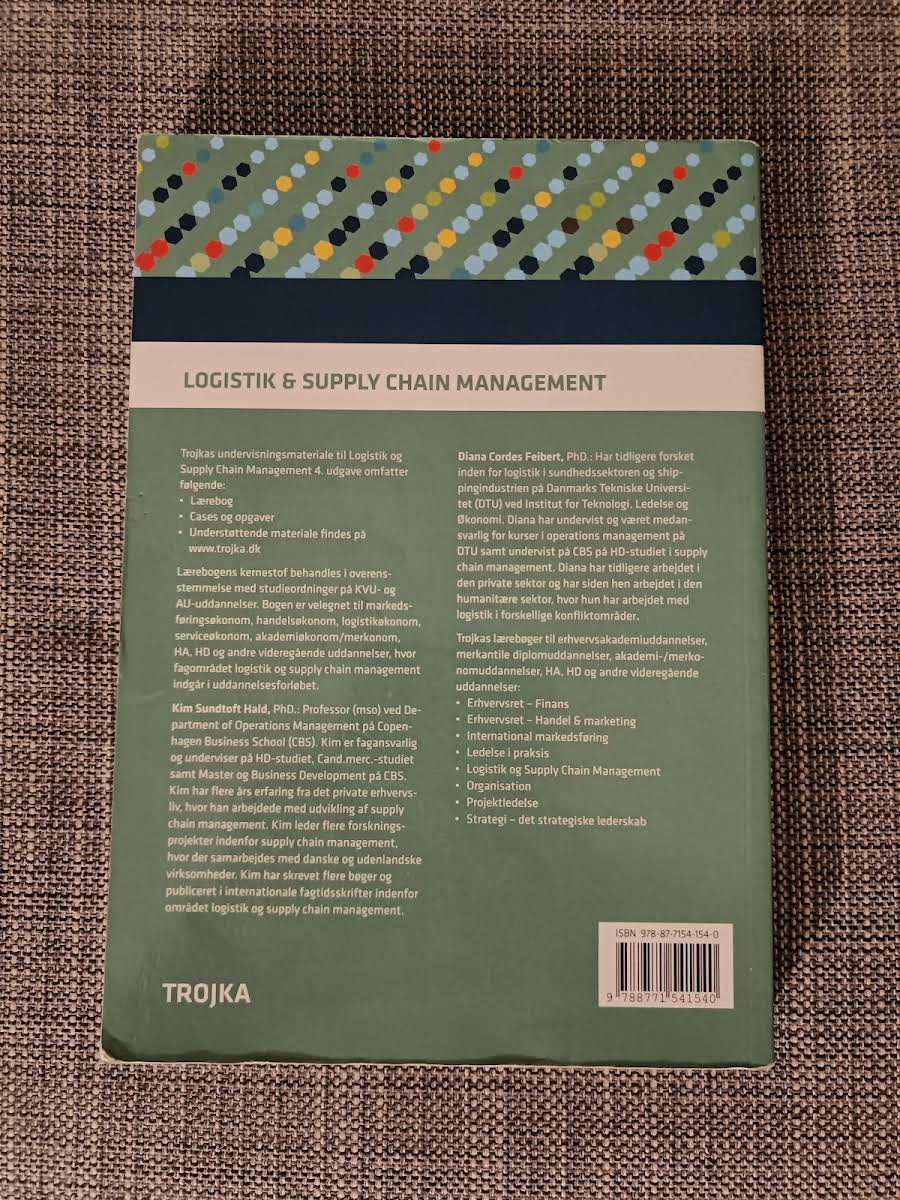 LOGISTIK & SUPPLY CHAIN MANAGEMENT
Trojkas undervisningsmateriale til Logistik og
Supply Chain Management 4. udgave omfatter
følgende:
• Lærebog
• Cases og opgaver
• Understøttende materiale findes på
www.trojka.dk
Lærebogens kernestof behandles i overens-
stemmelse med studieordninger på KVU- og
AU-uddannelser. Bogen er velegnet til markeds-
føringsøkonom, handelsøkonom, logistikøkonom,
serviceøkonom, akademiøkonom/merkonom,
HA, HD og andre videregående uddannelser, hvor
fagområdet logistik og supply chain management
indgår i uddannelsesforløbet.
Kim Sundtoft Hald, PhD.: Professor (mso) ved De-
partment of Operations Management på Copen-
hagen Business School (CBS). Kim er fagansvarlig
og underviser på HD-studiet, Cand.merc.-studiet
samt Master og Business Development på CBS.
Kim har flere års erfaring fra det private erhvervs-
liv, hvor han arbejdede med udvikling af supply
chain management. Kim leder flere forsknings-
projekter indenfor supply chain management,
hvor der samarbejdes med danske og udenlandske
virksomheder. Kim har skrevet flere bøger og
publiceret i internationale fagtidsskrifter indenfor
området logistik og supply chain management.
Diana Cordes Feibert, PhD.: Har tidligere forsket
inden for logistik i sundhedssektoren og ship-
pingindustrien på Danmarks Tekniske Universi-
tet (DTU) ved Institut for Teknologi, Ledelse og
Økonomi. Diana har undervist og været medan-
svarlig for kurser i operations management på
DTU samt undervist på CBS på HD-studiet i supply
chain management. Diana har tidligere arbejdet i
den private sektor og har siden hen arbejdet i den
humanitære sektor, hvor hun har arbejdet med
logistik i forskellige konfliktområder.
Trojkas lærebøger til erhvervsakademiuddannelser,
merkantile diplomuddannelser, akademi-/merko-
nomuddannelser, HA, HD og andre videregående
uddannelser:
• Erhvervsret – Finans
• Erhvervsret – Handel & marketing
• International markedsføring
• Ledelse i praksis
• Logistik og Supply Chain Management
• Organisation
• Projektledelse
• Strategi – det strategiske lederskab
ISBN 978-87-7154-154-0
9 788771 541540
TROJKA